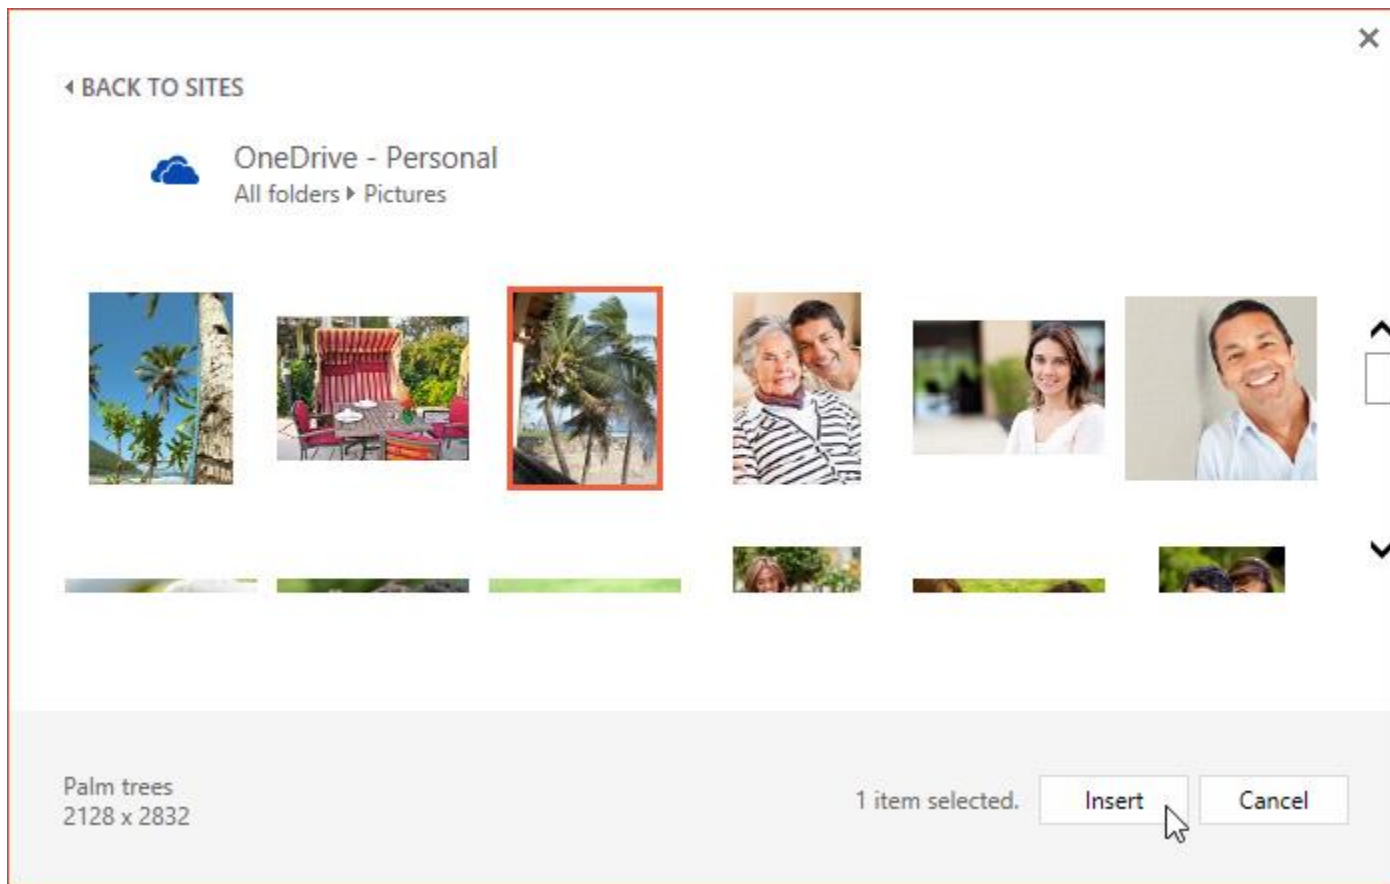 BACK TO SITES
OneDrive - Personal
All folders Pictures
Palm trees
2128 x 2832
1 item selected.
Insert
Cancel